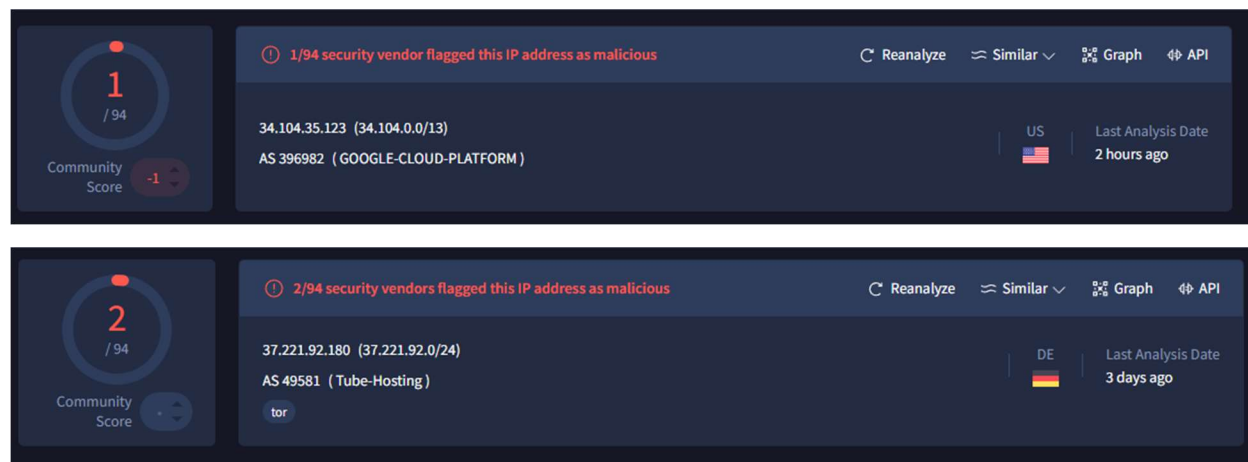 1
/ 94
Community
Score
-1
1/94 security vendor flagged this IP address as malicious
Reanalyze Similar Graph API
34.104.35.123 (34.104.0.0/13)
AS 396982 ( GOOGLE-CLOUD-PLATFORM )
US
Last Analysis Date
2 hours ago
2
/ 94
Community
Score
2/94 security vendors flagged this IP address as malicious
Reanalyze Similar Graph API
37.221.92.180 (37.221.92.0/24)
AS 49581 ( Tube-Hosting )
tor
DE
Last Analysis Date
3 days ago